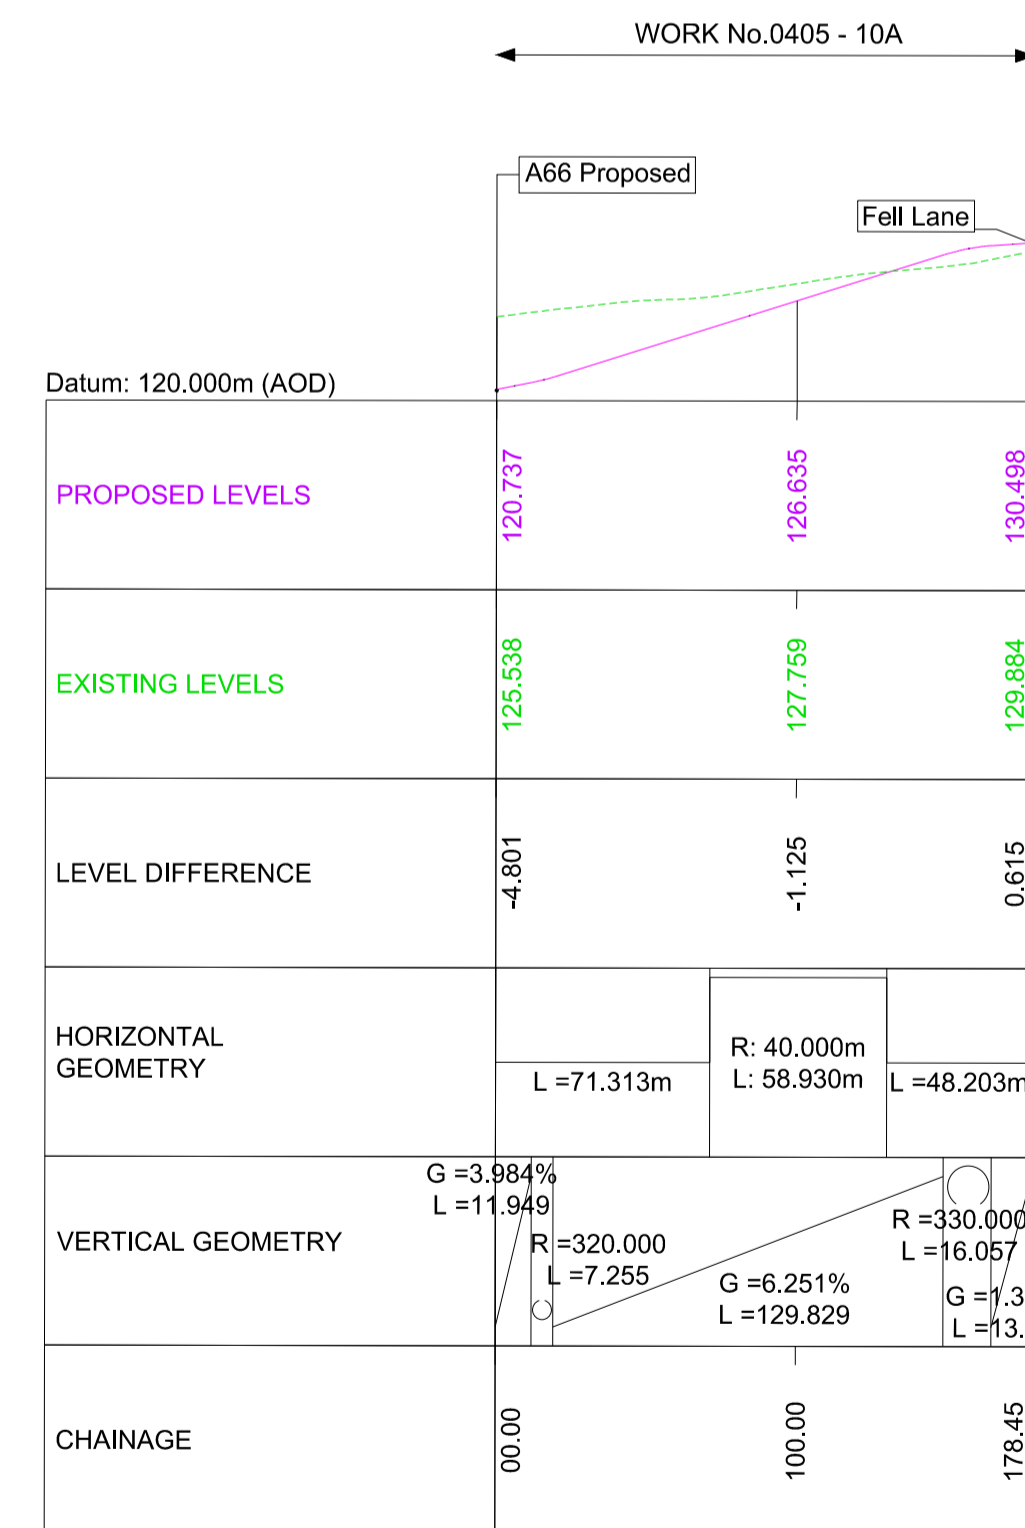 WORK No.0405 - 10A
A66 Proposed
Fell Lane
Datum: 120.000m (AOD)
PROPOSED LEVELS
120.737
126.635
130.498
EXISTING LEVELS
125.538
127.759
129.884
LEVEL DIFFERENCE
-4.801
-1.125
0.615
HORIZONTAL
GEOMETRY
L =71.313m
R: 40.000m
L: 58.930m
L =48.203m
VERTICAL GEOMETRY
G =3.984%
L =11.949
R =320.000
L =7.255
G =6.251%
L =129.829
R =330.000
L =16.057
G =1.3
L =13.
CHAINAGE
00.00
100.00
178.45